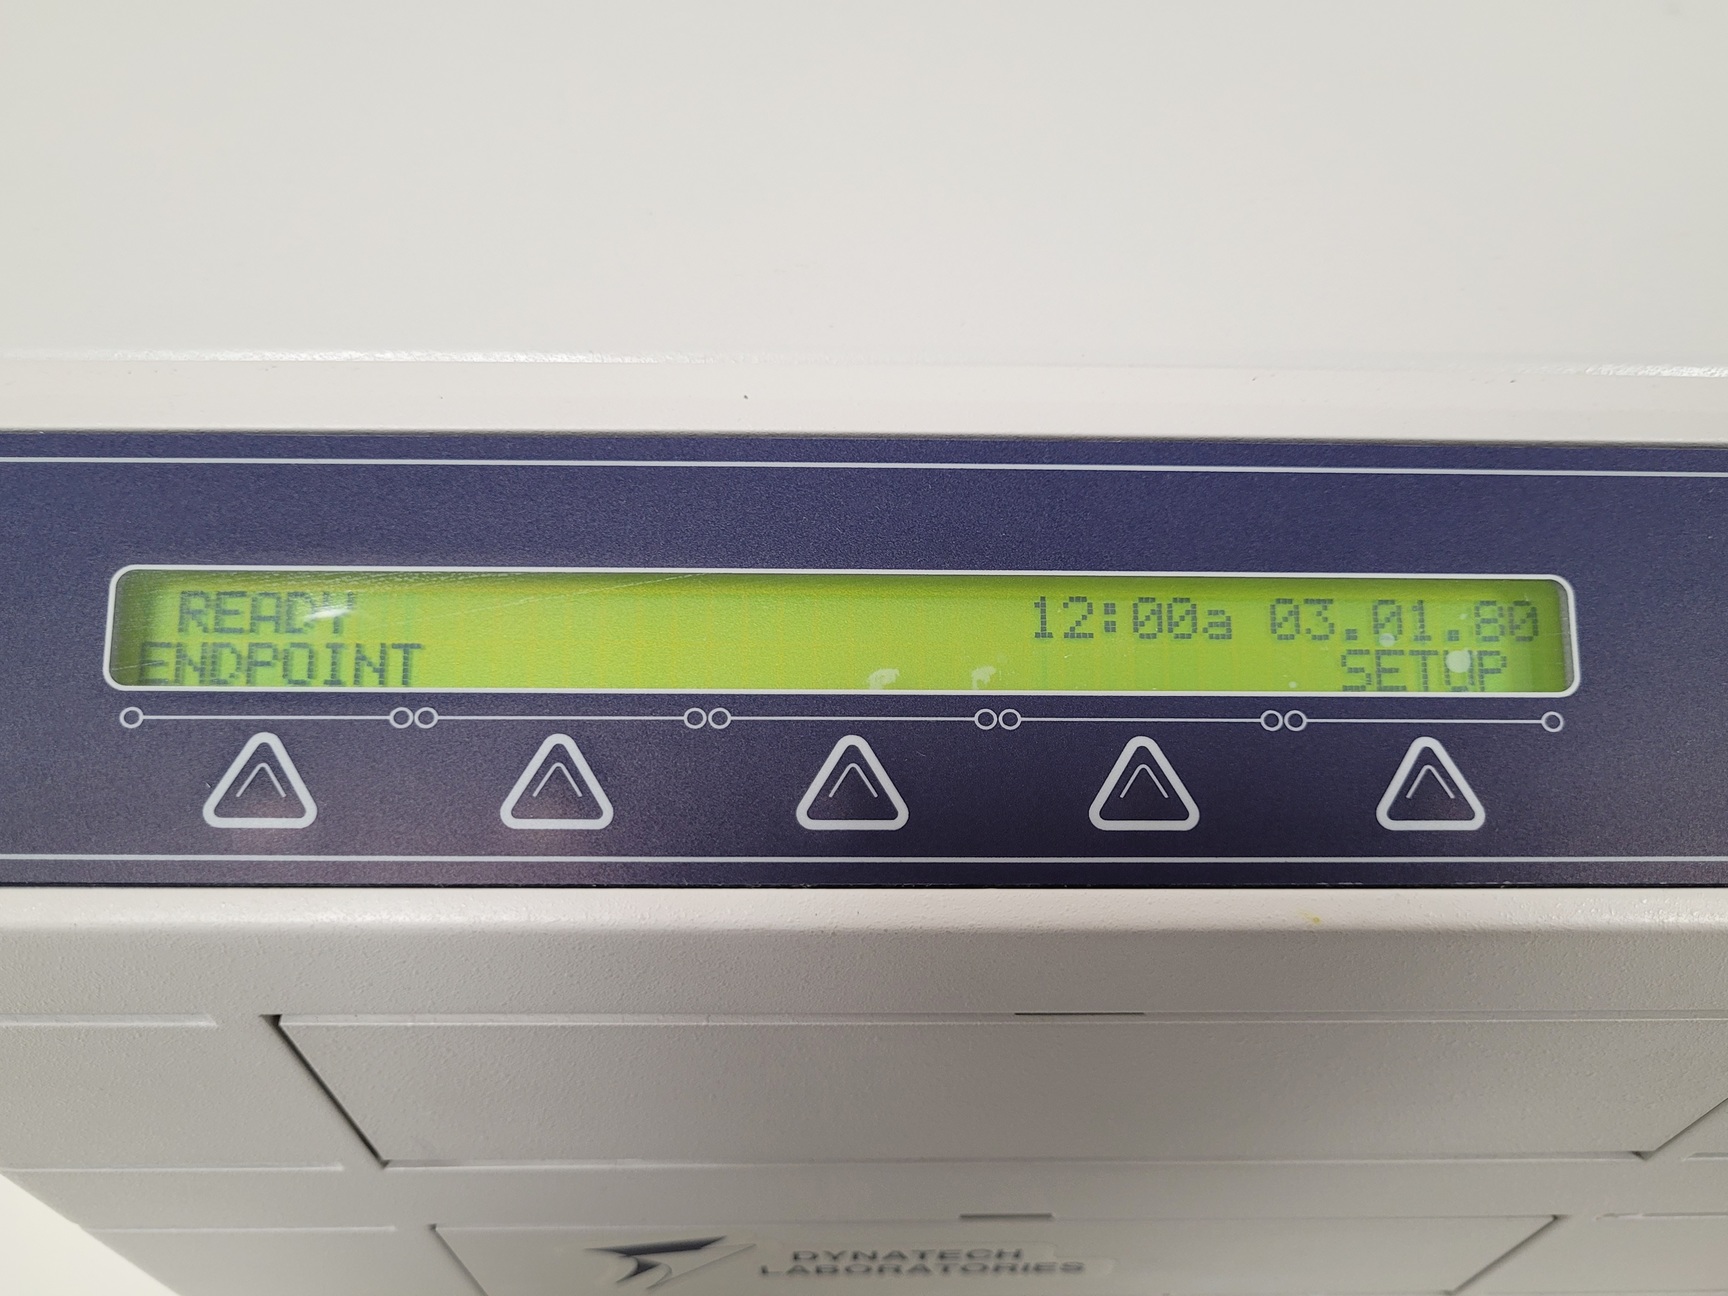 READY 12:00a 03.01.80
ENDPOINT SETUP
DYNATECH
LABORATORIES